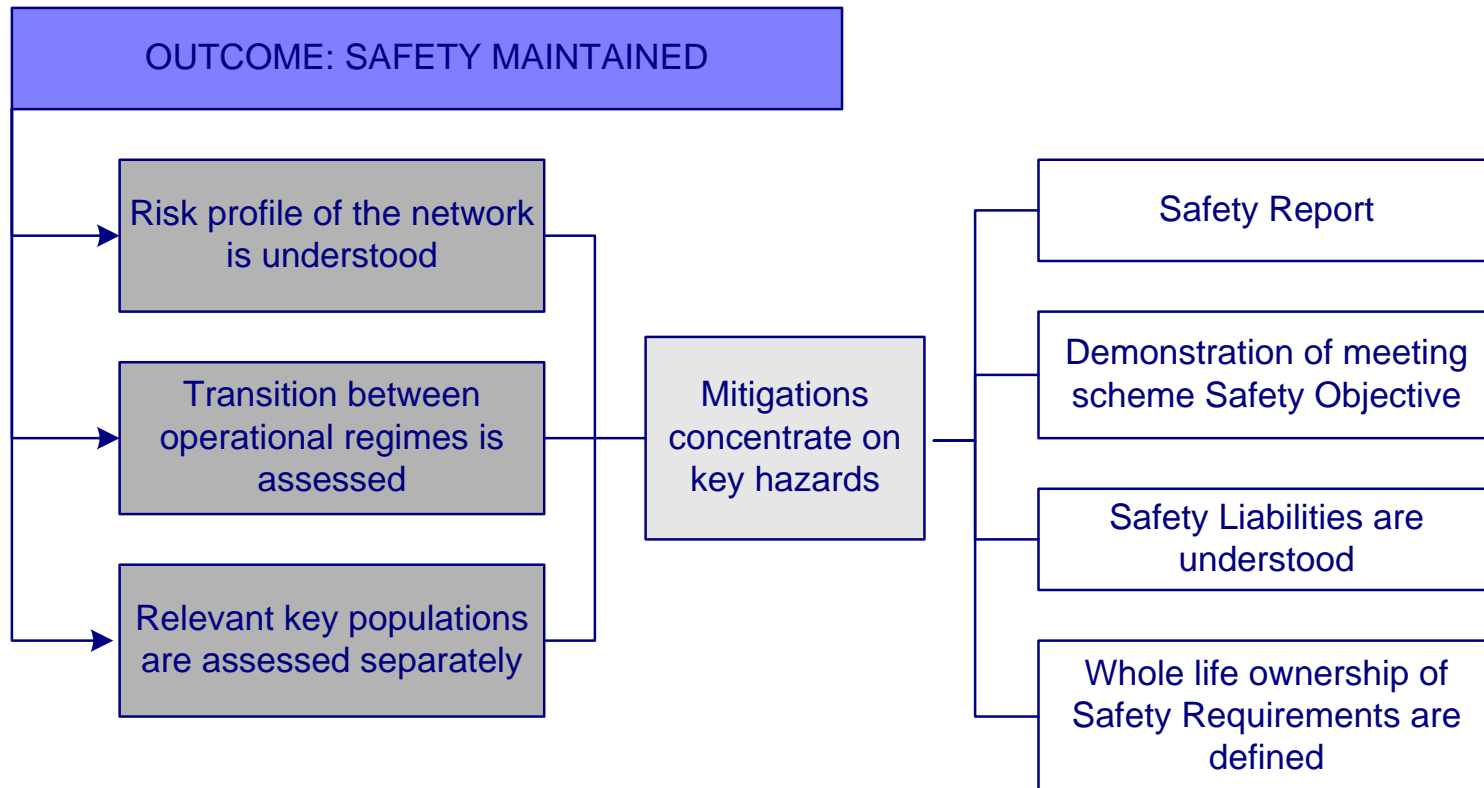 OUTCOME: SAFETY MAINTAINED
Risk profile of the network
is understood
Transition between
operational regimes is
assessed
Relevant key populations
are assessed separately
Mitigations
concentrate on
key hazards
Safety Report
Demonstration of meeting
scheme Safety Objective
Safety Liabilities are
understood
Whole life ownership of
Safety Requirements are
defined